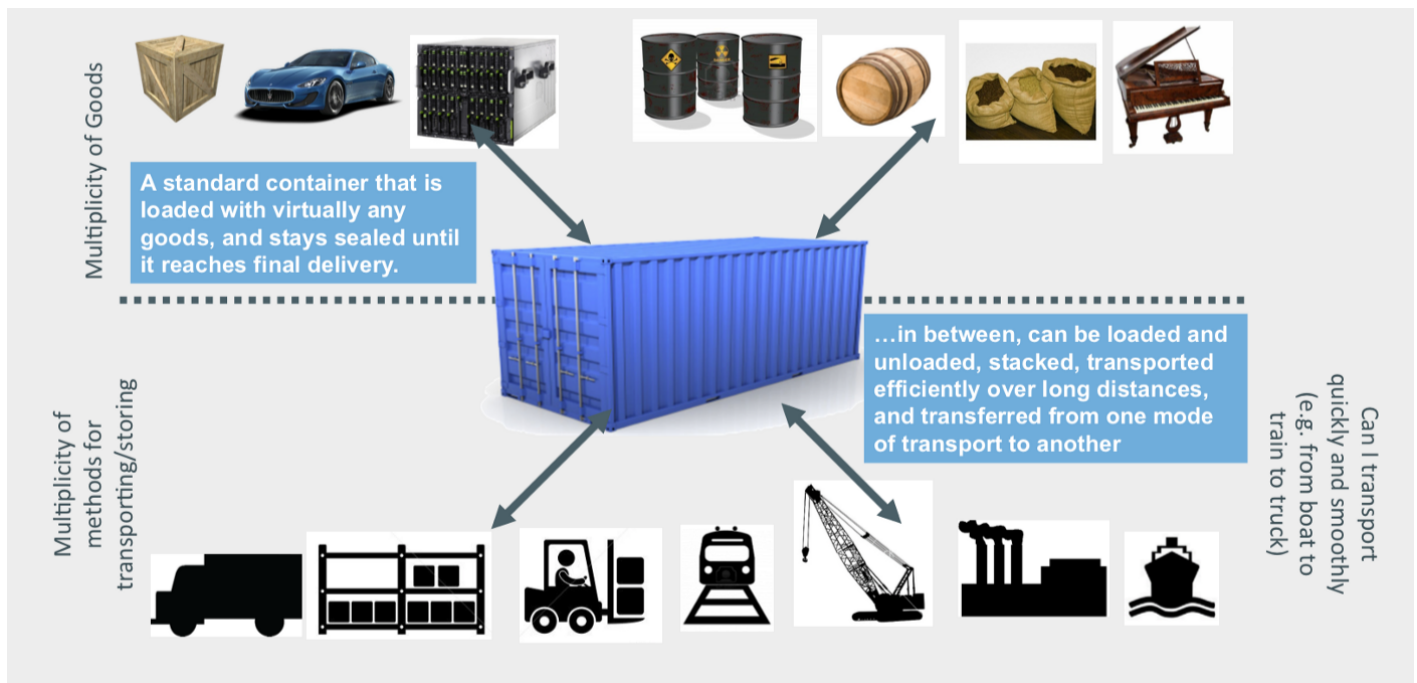 Multiplicity of Goods
A standard container that is
loaded with virtually any
goods, and stays sealed until
it reaches final delivery.
…in between, can be loaded and
unloaded, stacked, transported
efficiently over long distances,
and transferred from one mode
of transport to another
Multiplicity of
methods for
transporting/storing
Can I transport
quickly and smoothly
(e.g. from boat to
train to truck)